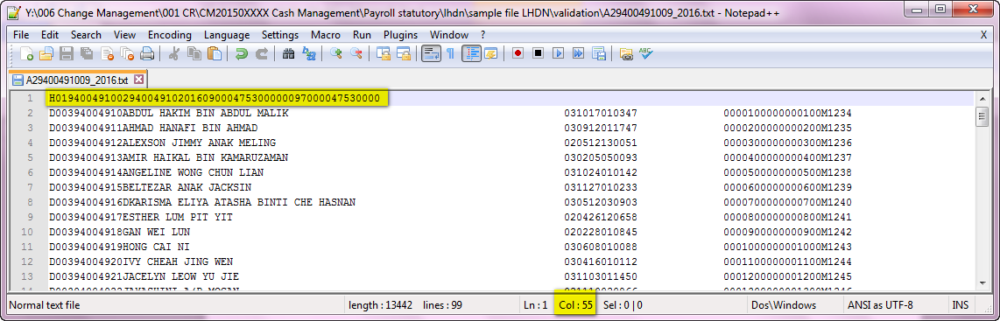 Y:\006 Change Management\001 CR\CM20150XXXX Cash Management\Payroll statutory\lhdn\sample file LHDN\validation\A29400491009_2016.txt - Notepad++
File Edit Search View Encoding Language Settings Macro Run Plugins Window ? X
A29400491009_2016.txt
1 H01940049100294004910201609000475300000097000047530000
2 D00394004910ABDUL HAKIM BIN ABDUL MALIK 031017010347 0000100000000100M1234
3 D00394004911AHMAD HANAFI BIN AHMAD 030912011747 0000200000000200M1235
4 D00394004912ALEXSON JIMMY ANAK MELING 020512130051 0000300000000300M1236
5 D00394004913AMIR HAIKAL BIN KAMARUZAMAN 030205050093 0000400000000400M1237
6 D00394004914ANGELINE WONG CHUN LIAN 031024010142 0000500000000500M1238
7 D00394004915BELTEZAR ANAK JACKSIN 031127010233 0000600000000600M1239
8 D00394004916DKARISMA ELIYA ATASHA BINTI CHE HASNAN 030512030903 0000700000000700M1240
9 D00394004917ESTHER LUM PIT YIT 020426120658 0000800000000800M1241
10 D00394004918GAN WEI LUN 020228010845 0000900000000900M1242
11 D00394004919HONG CAI NI 030608010088 0001000000001000M1243
12 D00394004920IVY CHEAH JING WEN 030416010112 0001100000001100M1244
13 D00394004921JACELYN LEOW YU JIE 031103011450 0001200000001200M1245
Normal text file length : 13442 lines : 99 Ln : 1 Col : 55 Sel : 0 | 0 Dos\Windows ANSI as UTF-8 INS